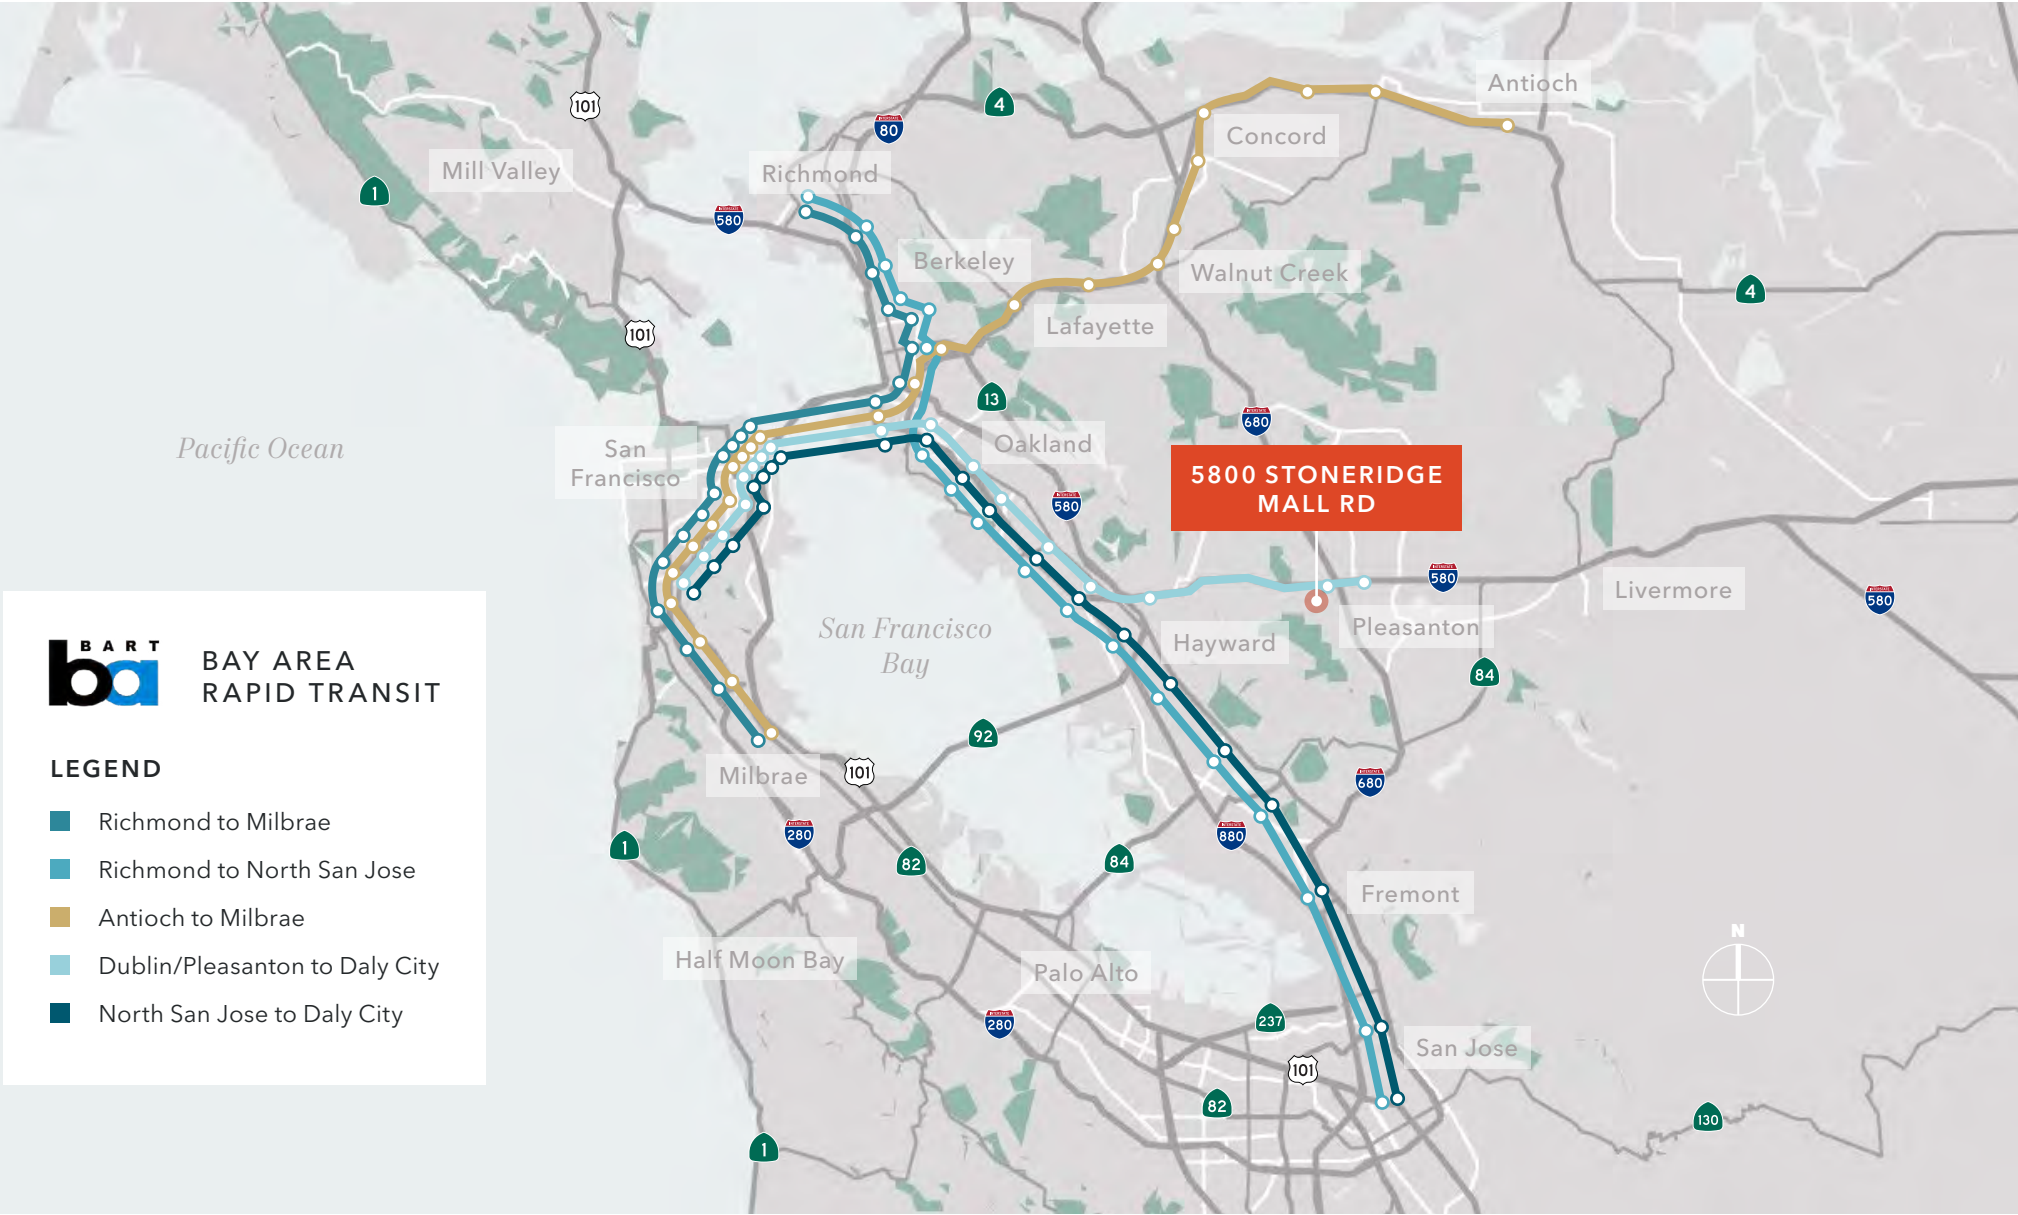 Antioch
101
4
80
Concord
Mill Valley
Richmond
1
580
Berkeley
Walnut Creek
4
Lafayette
101
13
680
Pacific Ocean
San
Francisco
Oakland
5800 STONERIDGE
MALL RD
580
580
Livermore
580
San Francisco
Bay
Hayward
Pleasanton
84
BART
ba
BAY AREA
RAPID TRANSIT
92
Milbrae
101
680
LEGEND
Richmond to Milbrae
Richmond to North San Jose
Antioch to Milbrae
Dublin/Pleasanton to Daly City
North San Jose to Daly City
280
880
1
82
84
Fremont
N
Half Moon Bay
Palo Alto
280
237
San Jose
101
82
130
1